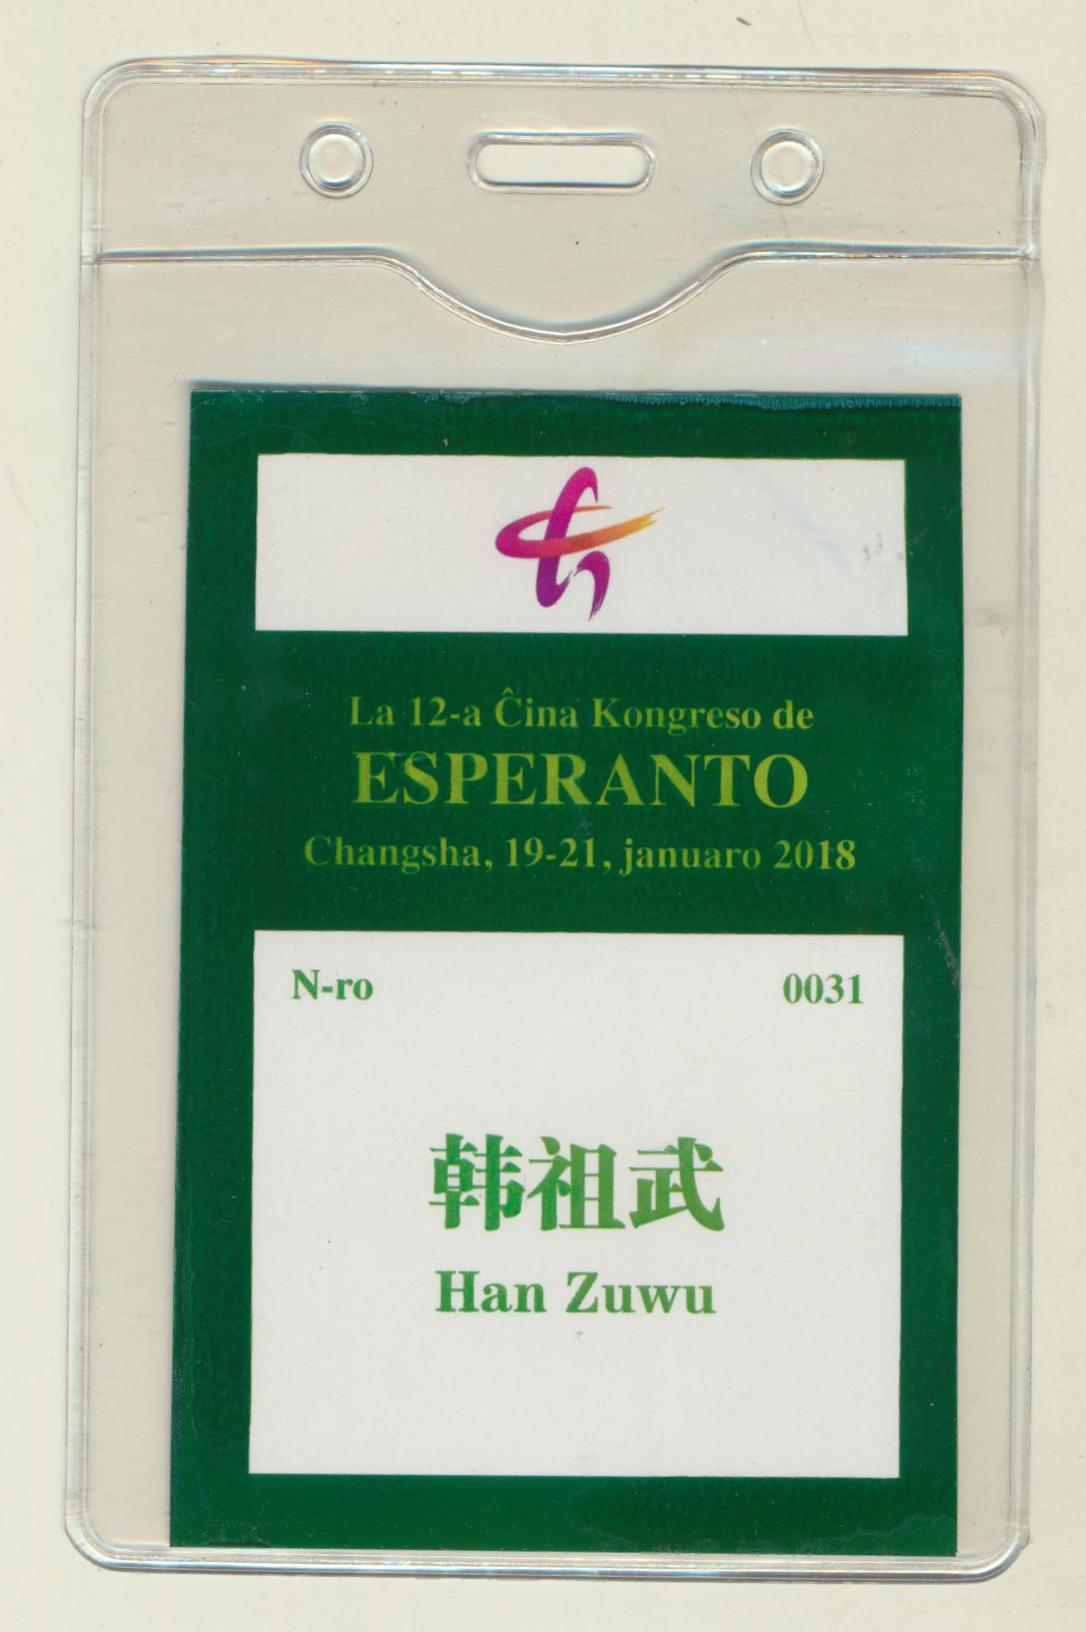 La 12-a Ĉina Kongreso de
ESPERANTO
Changsha, 19-21, januaro 2018
N-ro 0031
韩祖武
Han Zuwu